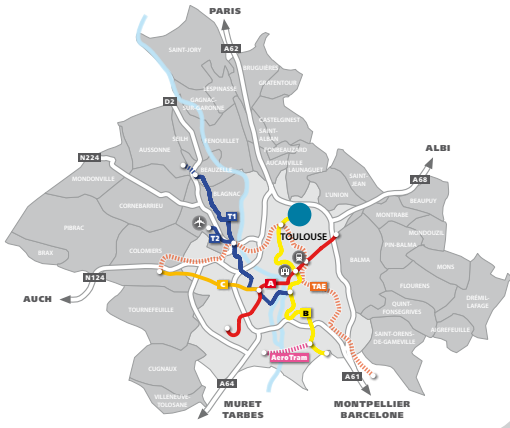 PARIS
SAINT-JORY
A62
BRUGUIÈRES
LESPINASSE
GRATENTOUR
GAGNAC-
SUR-GARONNE
D2
CASTELGINEST
SEILH
FENOUILLET
SAINT-
ALBAN
FONBEAUZARD
AUSSONNE
ALBI
N224
AUCAMVILLE
LAUNAGUET
BEAUZELLE
SAINT-
JEAN
A68
MONDONVILLE
BLAGNAC
L'UNION
BEAUPUY
CORNEBARRIEU
T1
MONTRABE
PIBRAC
T2
TOULOUSE
MONDOUZIL
PIN-BALMA
BRAX
COLOMIERS
BALMA
MONS
N124
C
A
TAE
FLOURENS
AUCH
DRÉMIL-
LAFAGE
TOURNEFEUILLE
B
QUINT-
FONSEGRIVES
AIGREFEUILLE
SAINT-ORENS-
DE-GAMEVILLE
AeroTram
CUGNAUX
A64
A61
VILLENEUVE-
TOLOSANE
MURET
TARBES
MONTPELLIER
BARCELONE